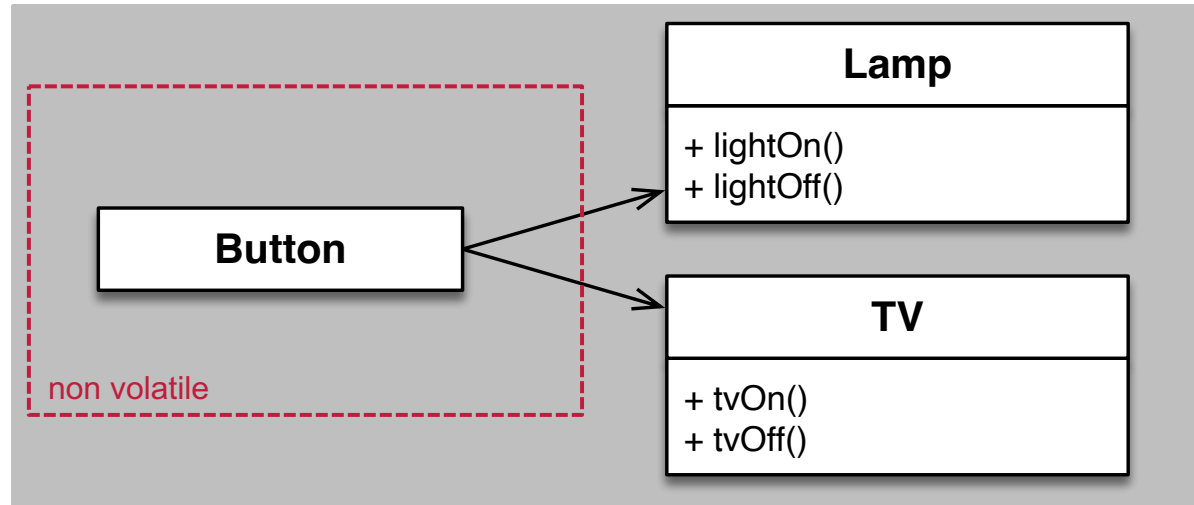 Lamp
+ lightOn()
+ lightOff()
Button
non volatile
TV
+ tvOn()
+ tvOff()